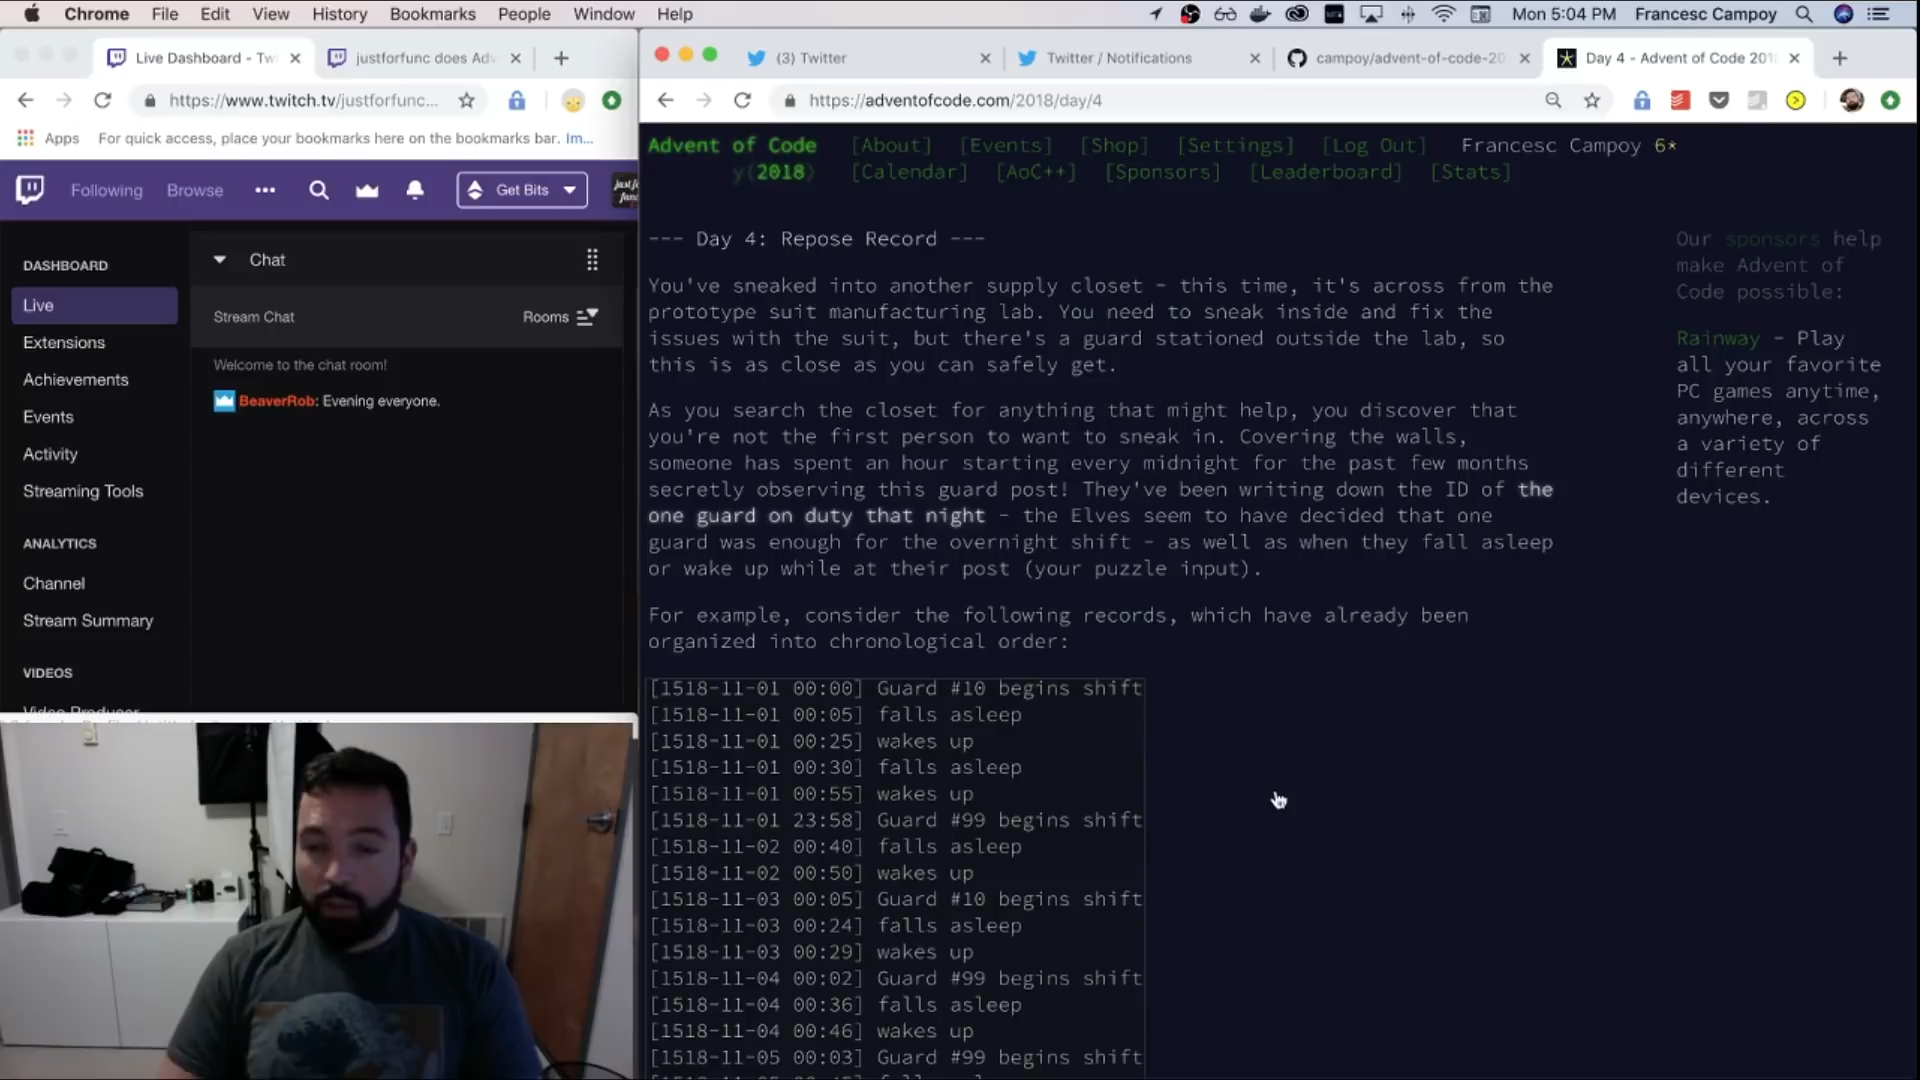 Chrome File Edit View History Bookmarks People Window Help
Mon 5:04 PM Francesc Campoy
Live Dashboard - Tw
justforfunc does Adv
https://www.twitch.tv/justforfunc...
Apps For quick access, place your bookmarks here on the bookmarks bar. Im...
Following Browse ••• Get Bits
just for func
DASHBOARD
Live
Extensions
Achievements
Events
Activity
Streaming Tools
ANALYTICS
Channel
Stream Summary
VIDEOS
Video Producer
Chat
Stream Chat Rooms
Welcome to the chat room!
BeaverRob: Evening everyone.
(3) Twitter
Twitter / Notifications
campoy/advent-of-code-20
Day 4 - Advent of Code 201
https://adventofcode.com/2018/day/4
Advent of Code [About] [Events] [Shop] [Settings] [Log Out] Francesc Campoy 6*
y(2018) [Calendar] [AoC++] [Sponsors] [Leaderboard] [Stats]
--- Day 4: Repose Record ---
You've sneaked into another supply closet - this time, it's across from the
prototype suit manufacturing lab. You need to sneak inside and fix the
issues with the suit, but there's a guard stationed outside the lab, so
this is as close as you can safely get.
As you search the closet for anything that might help, you discover that
you're not the first person to want to sneak in. Covering the walls,
someone has spent an hour starting every midnight for the past few months
secretly observing this guard post! They've been writing down the ID of the
one guard on duty that night - the Elves seem to have decided that one
guard was enough for the overnight shift - as well as when they fall asleep
or wake up while at their post (your puzzle input).
For example, consider the following records, which have already been
organized into chronological order:
[1518-11-01 00:00] Guard #10 begins shift
[1518-11-01 00:05] falls asleep
[1518-11-01 00:25] wakes up
[1518-11-01 00:30] falls asleep
[1518-11-01 00:55] wakes up
[1518-11-01 23:58] Guard #99 begins shift
[1518-11-02 00:40] falls asleep
[1518-11-02 00:50] wakes up
[1518-11-03 00:05] Guard #10 begins shift
[1518-11-03 00:24] falls asleep
[1518-11-03 00:29] wakes up
[1518-11-04 00:02] Guard #99 begins shift
[1518-11-04 00:36] falls asleep
[1518-11-04 00:46] wakes up
[1518-11-05 00:03] Guard #99 begins shift
Our sponsors help
make Advent of
Code possible:
Rainway - Play
all your favorite
PC games anytime,
anywhere, across
a variety of
different
devices.